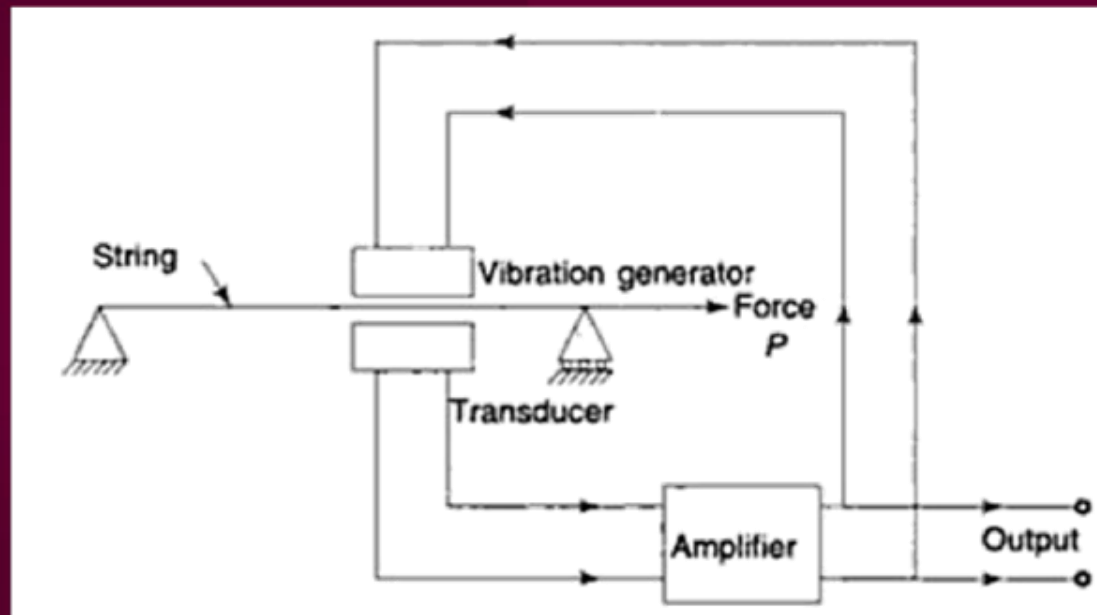 String
Vibration generator
Force
P
Transducer
Amplifier
Output